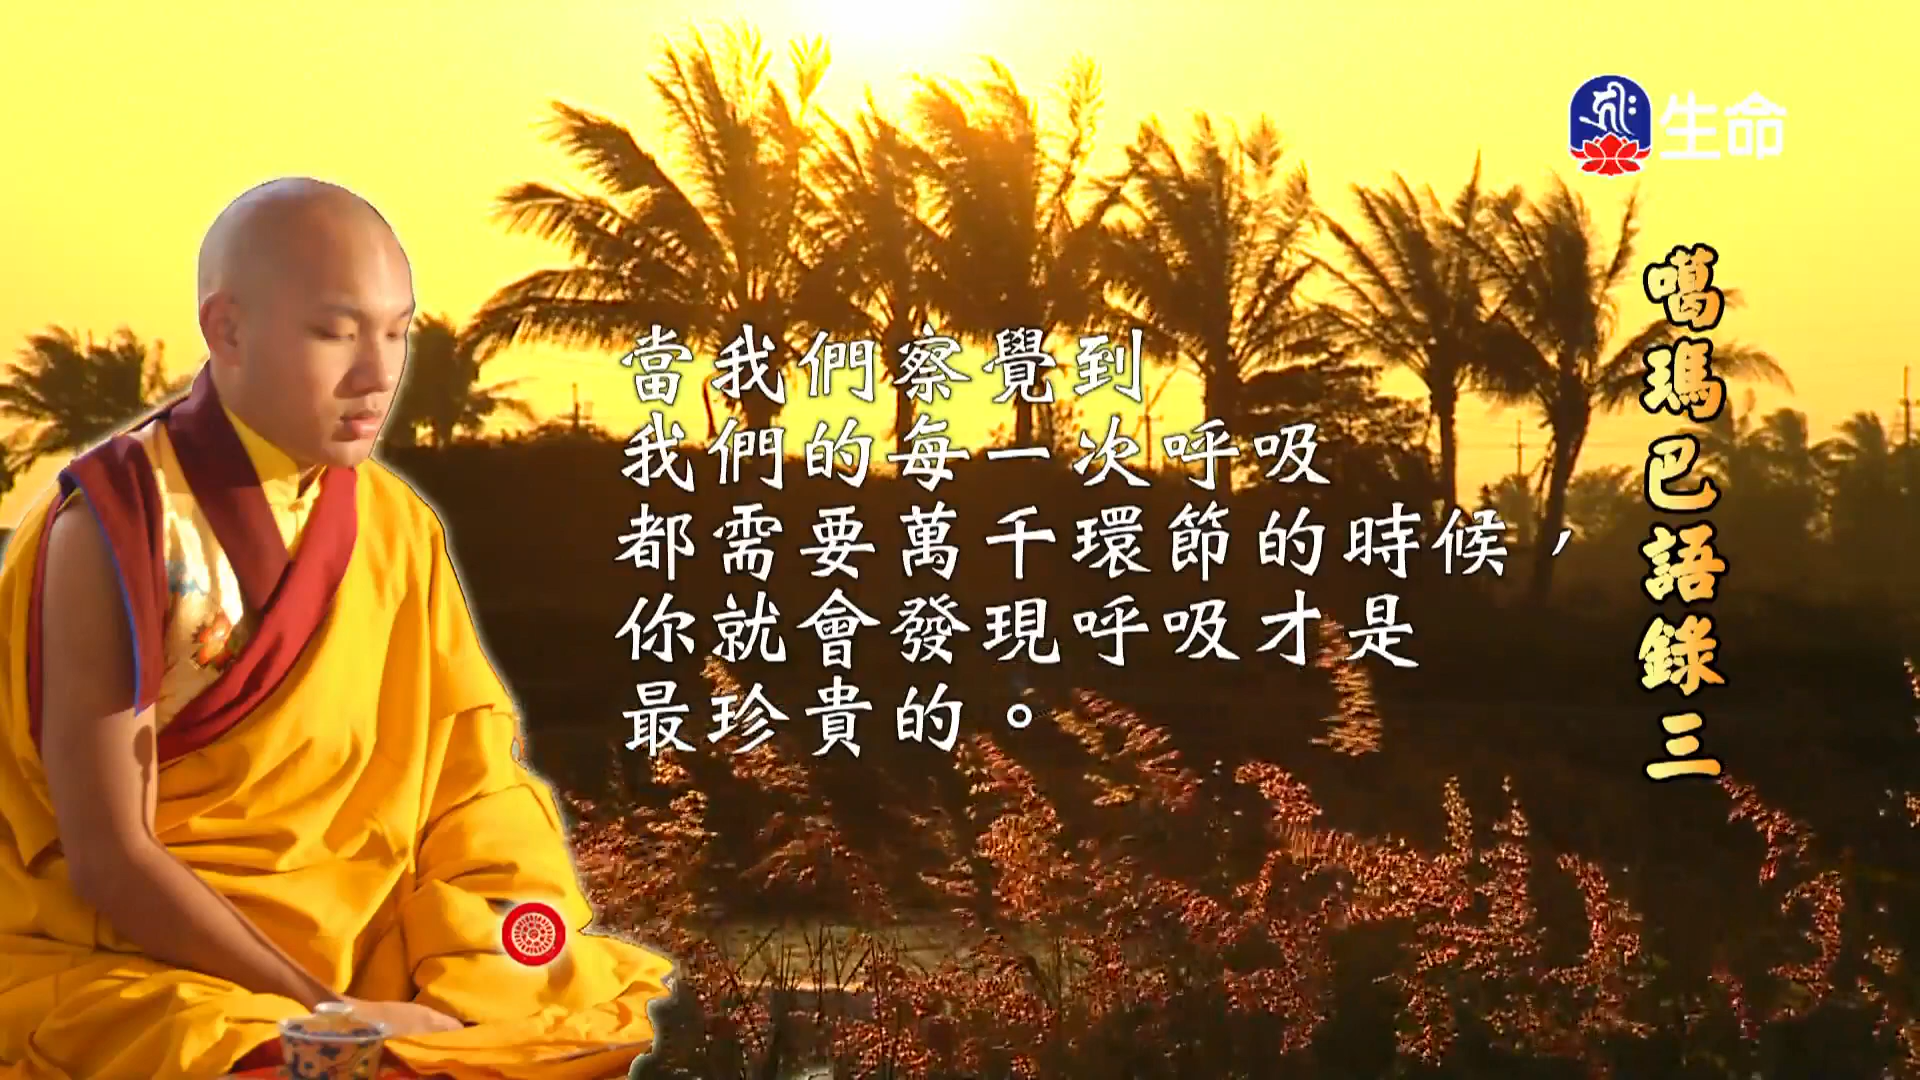 生命
當我們察覺到
我們的每一次呼吸
都需要萬千環節的時候，
你就會發現呼吸才是
最珍貴的。
噶瑪巴語錄三